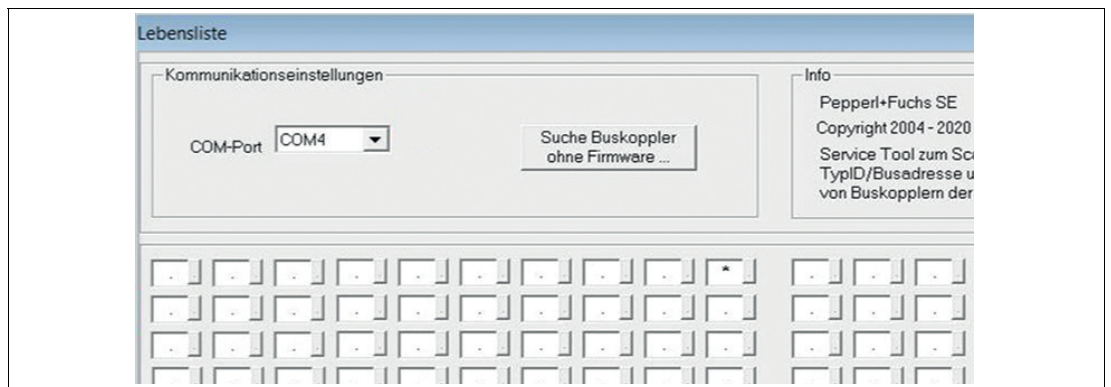 Lebensliste
Kommunikationseinstellungen
COM-Port COM4
Suche Buskoppler
ohne Firmware ...
Info
Pepperl+Fuchs SE
Copyright 2004 - 2020
Service Tool zum
TypID/Busadresse
von Buskopplern der
. . . . . . . . . * . . .
. . . . . . . . . . . . .
. . . . . . . . . . . . .